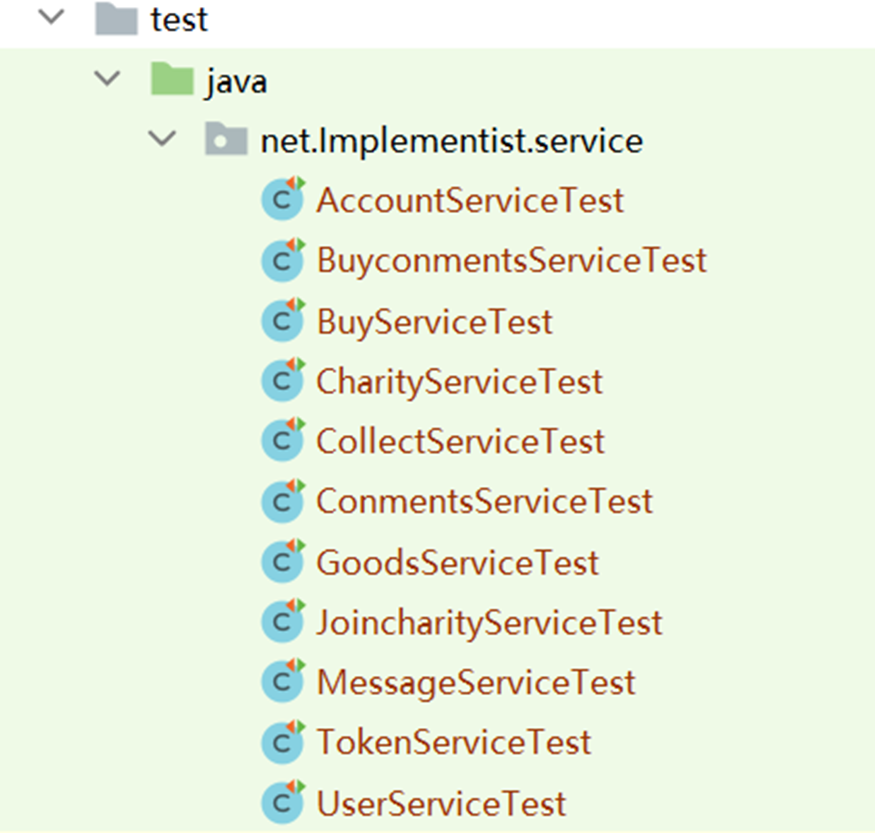 test
java
net.Implementist.service
AccountServiceTest
BuyconmentsServiceTest
BuyServiceTest
CharityServiceTest
CollectServiceTest
ConmentsServiceTest
GoodsServiceTest
JoincharityServiceTest
MessageServiceTest
TokenServiceTest
UserServiceTest